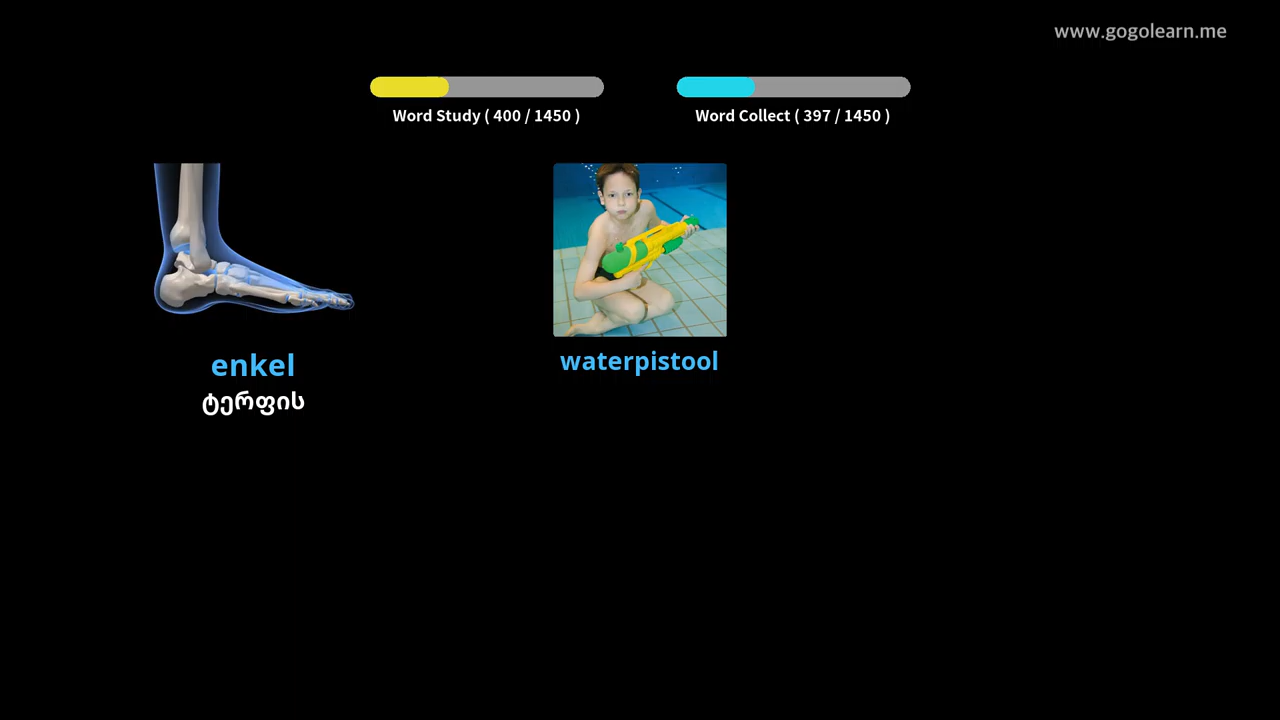 www.gogolearn.me
Word Study ( 400 / 1450 )
Word Collect ( 397 / 1450 )
enkel
ტერფის
waterpistool